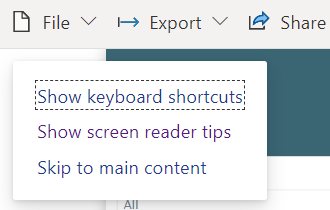 File Export Share
Show keyboard shortcuts
Show screen reader tips
Skip to main content
All